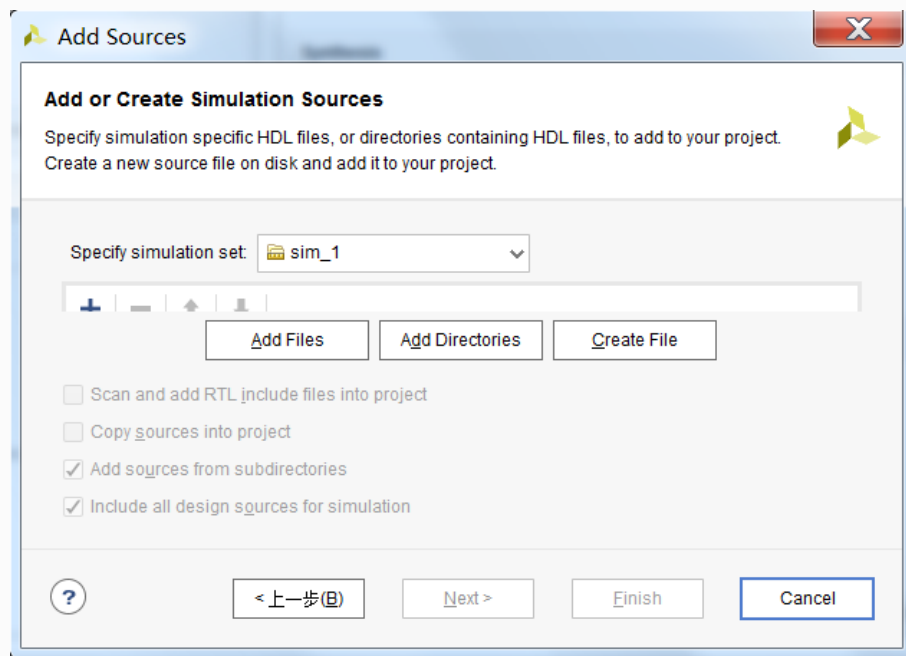 Add Sources
Synthesis
Add or Create Simulation Sources
Specify simulation specific HDL files, or directories containing HDL files, to add to your project.
Create a new source file on disk and add it to your project.
Specify simulation set: sim_1
Add Files Add Directories Create File
Scan and add RTL include files into project
Copy sources into project
Add sources from subdirectories
Include all design sources for simulation
? <上一步(B) Next > Finish Cancel